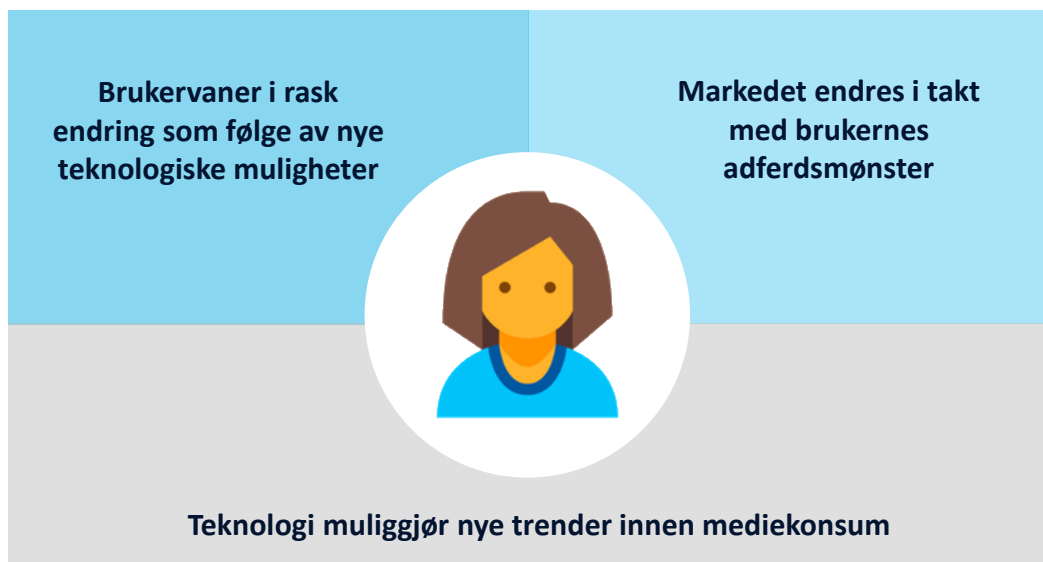 Brukervaner i rask
endring som følge av nye
teknologiske muligheter
Markedet endres i takt
med brukernes
adferdsmønster
Teknologi muliggjør nye trender innen mediekonsum